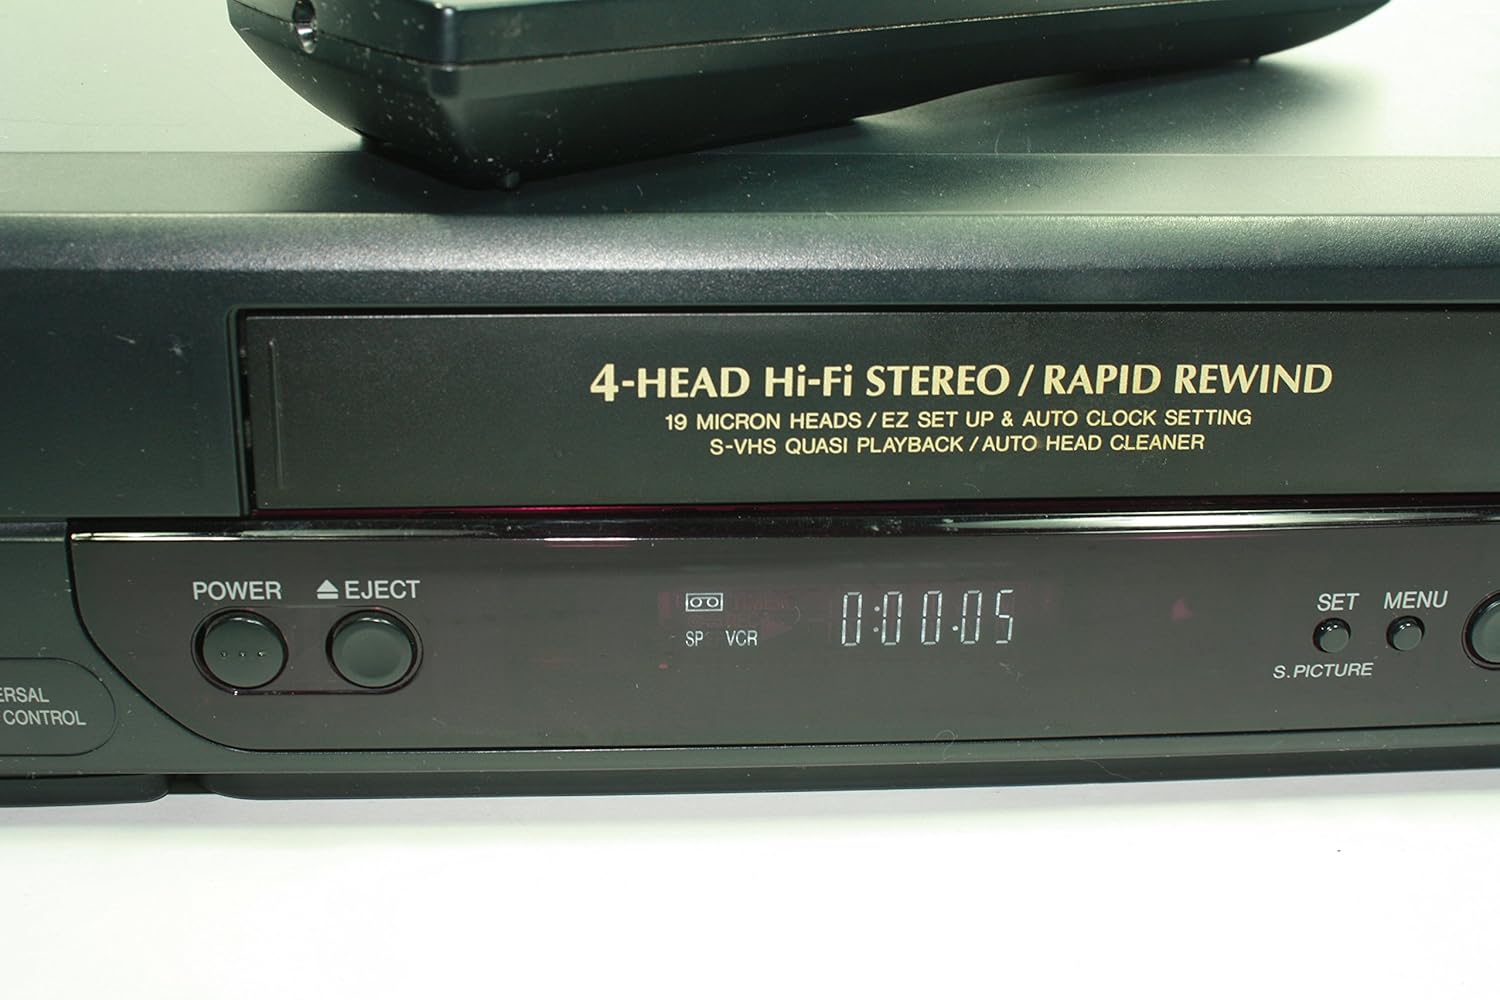 4-HEAD Hi-Fi STEREO / RAPID REWIND
19 MICRON HEADS / EZ SET UP & AUTO CLOCK SETTING
S-VHS QUASI PLAYBACK / AUTO HEAD CLEANER
POWER ▲ EJECT
SP VCR 0:00:05
SET MENU
S.PICTURE
ERSAL
CONTROL